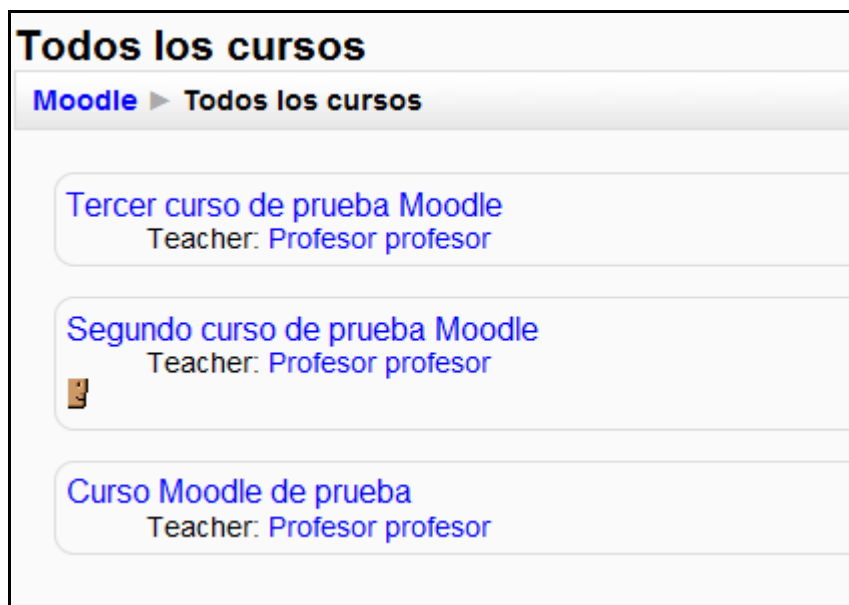 Todos los cursos
Moodle ► Todos los cursos
Tercer curso de prueba Moodle
Teacher: Profesor profesor
Segundo curso de prueba Moodle
Teacher: Profesor profesor
Curso Moodle de prueba
Teacher: Profesor profesor